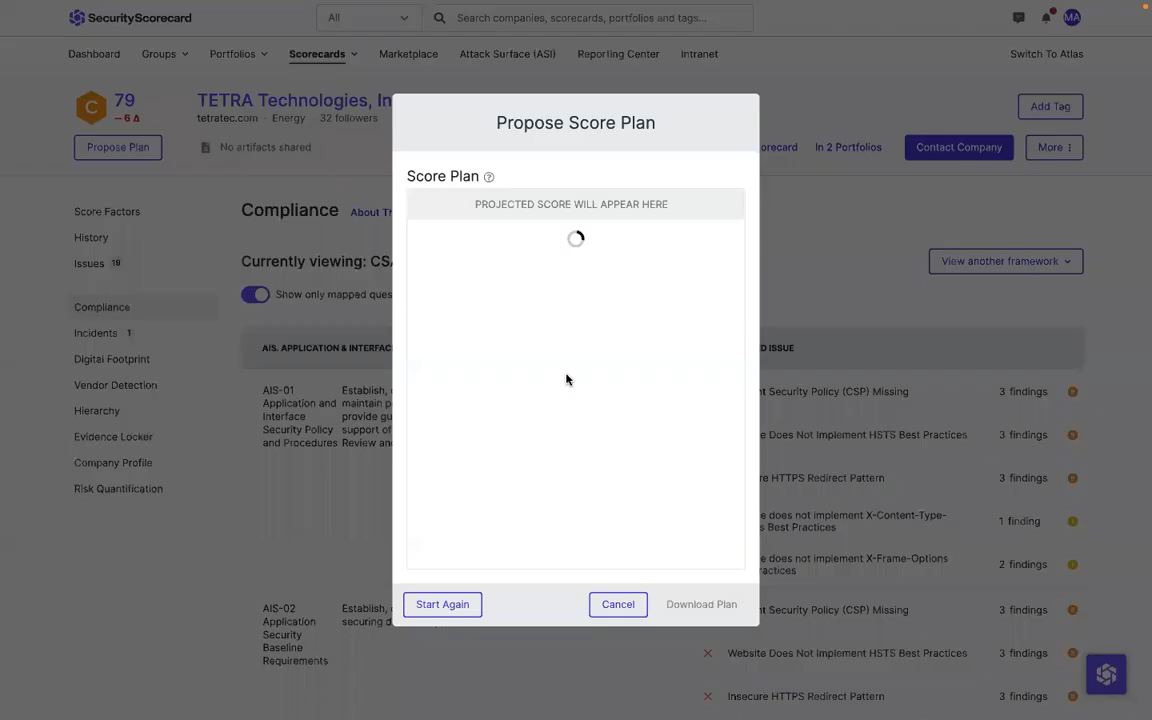 SecurityScorecard
All
Search companies, scorecards, portfolios and tags...
MA
Dashboard
Groups
Portfolios
Scorecards
Marketplace
Attack Surface (ASI)
Reporting Center
Intranet
Switch To Atlas
C
79
– 6 Δ
TETRA Technologies, In
tetratec.com · Energy
32 followers
Add Tag
Propose Plan
No artifacts shared
orecard
In 2 Portfolios
Contact Company
More
Propose Score Plan
Score Plan
PROJECTED SCORE WILL APPEAR HERE
Start Again
Cancel
Download Plan
Score Factors
History
Issues 19
Compliance
Incidents 1
Digital Footprint
Vendor Detection
Hierarchy
Evidence Locker
Company Profile
Risk Quantification
Compliance
About Th
Currently viewing: CSA
View another framework
Show only mapped ques
AIS. APPLICATION & INTERFAC
D ISSUE
AIS-01
Application and
Interface
Security Policy
and Procedures
Establish,
maintain p
provide gu
support of
Review an
nt Security Policy (CSP) Missing
3 findings
e Does Not Implement HSTS Best Practices
3 findings
re HTTPS Redirect Pattern
3 findings
e does not implement X-Content-Type-
s Best Practices
1 finding
e does not implement X-Frame-Options
ractices
2 findings
AIS-02
Application
Security
Baseline
Requirements
Establish,
securing d
nt Security Policy (CSP) Missing
3 findings
Website Does Not Implement HSTS Best Practices
3 findings
Insecure HTTPS Redirect Pattern
3 findings